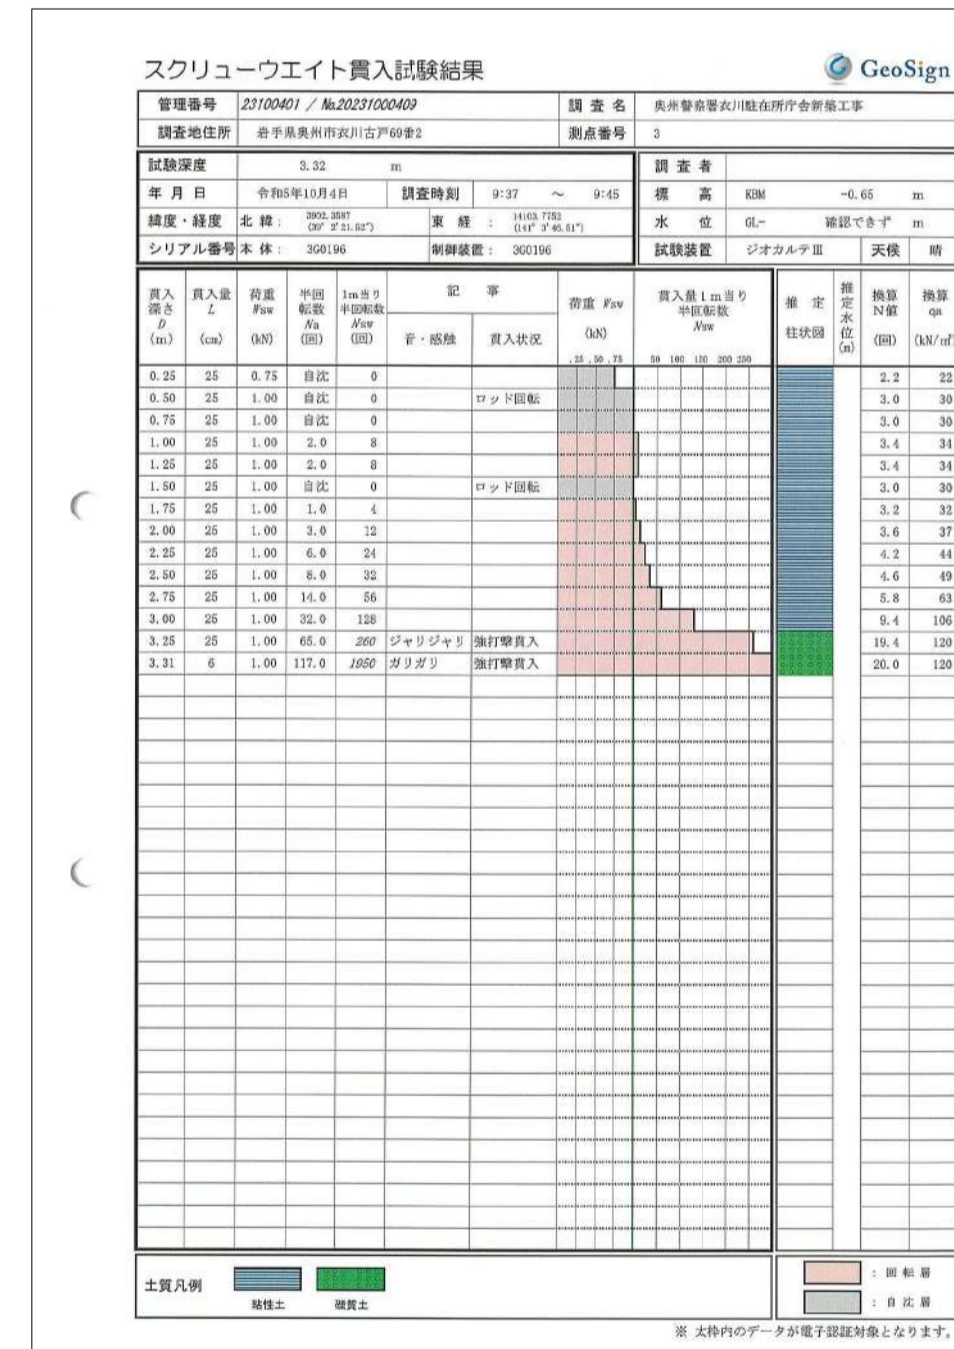 スクリューウエイト貫入試験結果
GeoSign
管理番号 23100401 / No.20231000409 調査名 奥州警察署衣川駐在所庁舎新築工事
調査地住所 岩手県奥州市衣川古戸69番2 測点番号 3
試験深度 3.32 m 調査者
年月日 令和5年10月4日 調査時刻 9:37 ～ 9:45 標高 KBM -0.65 m
緯度・経度 北緯: 3902.3587 (39° 2' 21.52") 東経: 14103.7752 (141° 3' 46.51") 水位 GL- 確認できず m
シリアル番号 本体: 3G0196 制御装置: 3G0196 試験装置 ジオカルテⅢ 天候 晴
貫入深さ D (m) 貫入量 L (cm) 荷重 Wsw (kN) 半回転数 Na (回) 1m当り半回転数 Nsw (回) 記事 音・感触 貫入状況 荷重 Wsw (kN) 貫入量1m当り半回転数 Nsw 推定柱状図 推定水位 (m) 換算N値 (回) 換算qa (kN/㎡
.25 .50 .75 50 100 150 200 250
0.25 25 0.75 自沈 0 2.2 22
0.50 25 1.00 自沈 0 ロッド回転 3.0 30
0.75 25 1.00 自沈 0 3.0 30
1.00 25 1.00 2.0 8 3.4 34
1.25 25 1.00 2.0 8 3.4 34
1.50 25 1.00 自沈 0 ロッド回転 3.0 30
1.75 25 1.00 1.0 4 3.2 32
2.00 25 1.00 3.0 12 3.6 37
2.25 25 1.00 6.0 24 4.2 44
2.50 25 1.00 8.0 32 4.6 49
2.75 25 1.00 14.0 56 5.8 63
3.00 25 1.00 32.0 128 9.4 106
3.25 25 1.00 65.0 260 ジャリジャリ 強打撃貫入 19.4 120
3.31 6 1.00 117.0 1950 ガリガリ 強打撃貫入 20.0 120
土質凡例
粘性土 礫質土
: 回転層
: 自沈層
※ 太枠内のデータが電子認証対象となります。